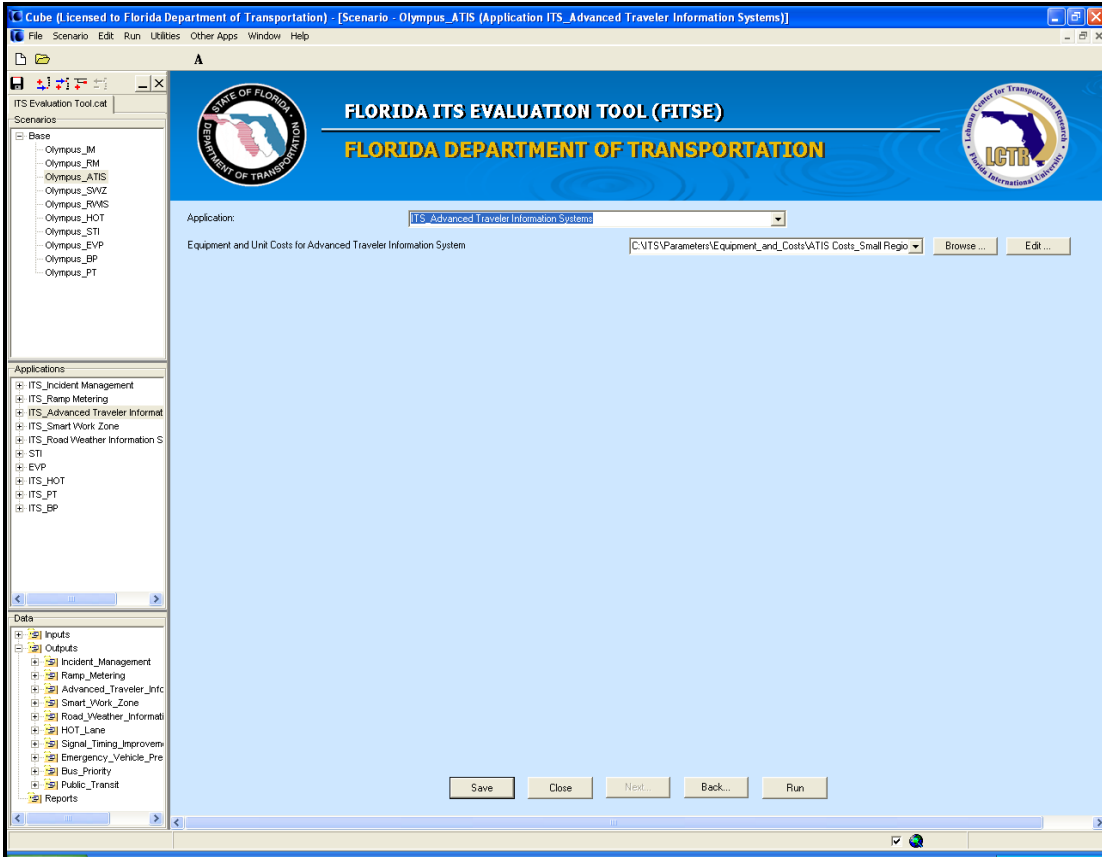 Cube (Licensed to Florida Department of Transportation) - [Scenario - Olympus_ATIS (Application ITS_Advanced Traveler Information Systems)]
File Scenario Edit Run Utilities Other Apps Window Help
A
ITS Evaluation Tool.cat
Scenarios
Base
Olympus_IM
Olympus_RM
Olympus_ATIS
Olympus_SWZ
Olympus_RWIS
Olympus_HOT
Olympus_STI
Olympus_EVP
Olympus_BP
Olympus_PT
Applications
ITS_Incident Management
ITS_Ramp Metering
ITS_Advanced Traveler Informat
ITS_Smart Work Zone
ITS_Road Weather Information S
STI
EVP
ITS_HOT
ITS_PT
ITS_BP
Data
Inputs
Outputs
Incident_Management
Ramp_Metering
Advanced_Traveler_Info
Smart_Work_Zone
Road_Weather_Informati
HOT_Lane
Signal_Timing_Improvem
Emergency_Vehicle_Pre
Bus_Priority
Public_Transit
Reports
STATE OF FLORIDA
DEPARTMENT OF TRANSPORTATION
FLORIDA ITS EVALUATION TOOL (FITSE)
FLORIDA DEPARTMENT OF TRANSPORTATION
Lehman Center for Transportation Research
LCTR
Florida International University
Application: ITS_Advanced Traveler Information Systems
Equipment and Unit Costs for Advanced Traveler Information System C:\ITS\Parameters\Equipment_and_Costs\ATIS Costs_Small Regio Browse ... Edit ...
Save Close Next... Back... Run